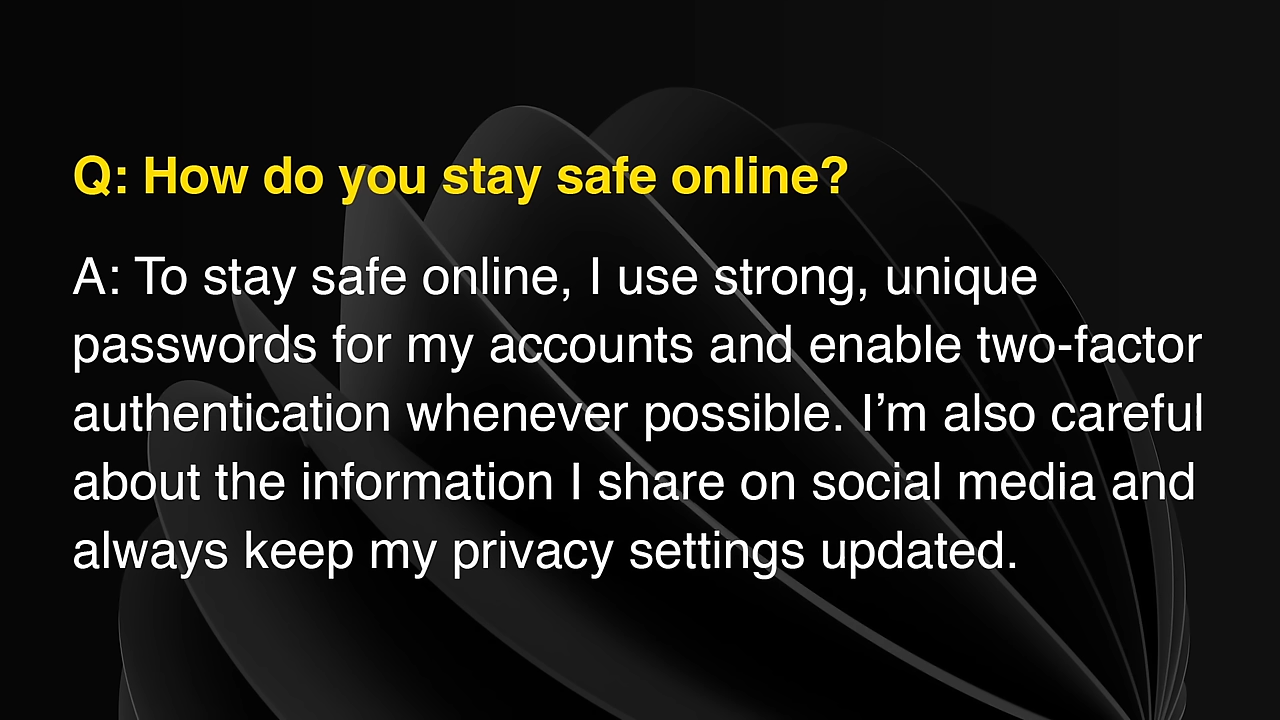 Q: How do you stay safe online?
A: To stay safe online, I use strong, unique
passwords for my accounts and enable two-factor
authentication whenever possible. I’m also careful
about the information I share on social media and
always keep my privacy settings updated.